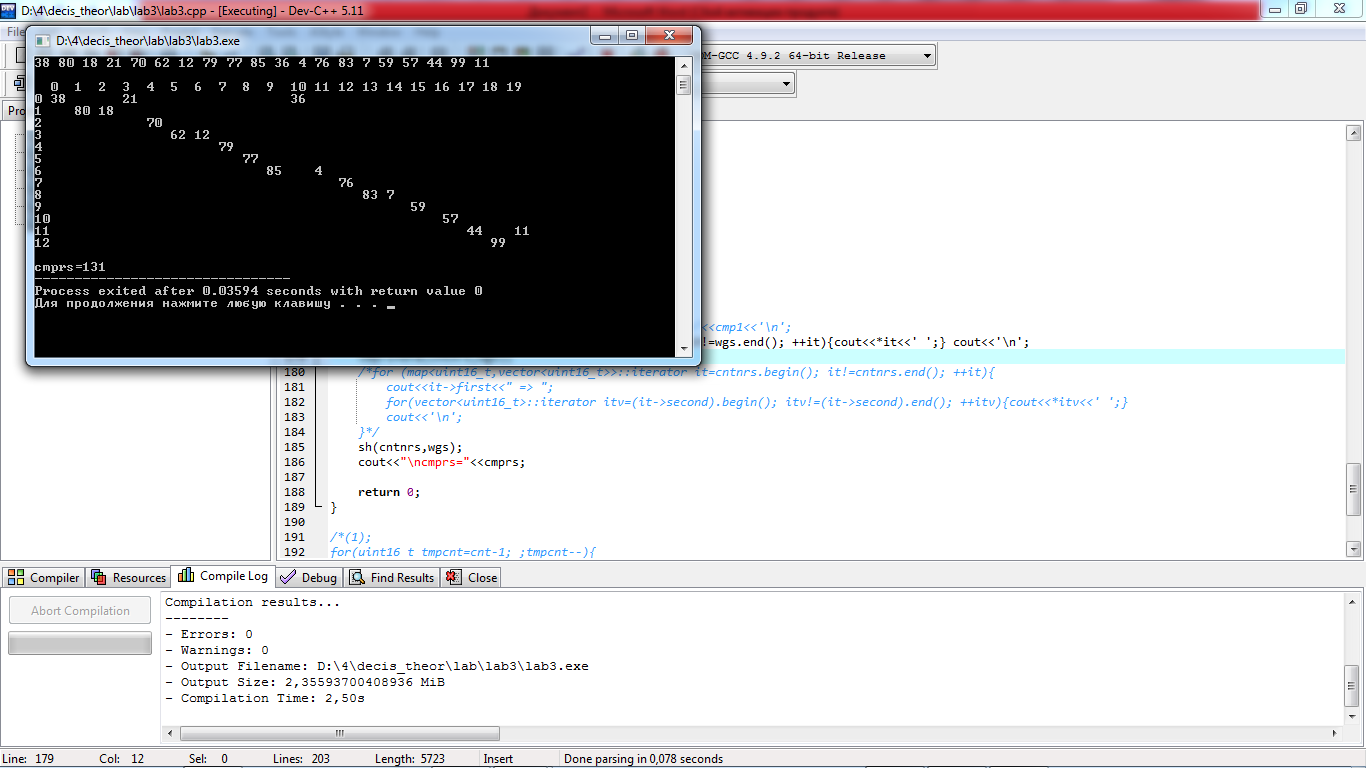 D:\4\decis_theor\lab\lab3\lab3.cpp - [Executing] - Dev-C++ 5.11
D:\4\decis_theor\lab\lab3\lab3.exe
38 80 18 21 70 62 12 79 77 85 36 4 76 83 7 59 57 44 99 11
0 1 2 3 4 5 6 7 8 9 10 11 12 13 14 15 16 17 18 19
0 38 21 36
1 80 18
2 70
3 62 12
4 79
5 77
6 85 4
7 76
8 83 7
9 59
10 57
11 44 11
12 99
cmprs=131
--------------------------------
Process exited after 0.03594 seconds with return value 0
Для продолжения нажмите любую клавишу . . . _
M-GCC 4.9.2 64-bit Release
<<cmp1<<'\n';
!=wgs.end(); ++it){cout<<*it<<' ';} cout<<'\n';
180 /*for (map<uint16_t,vector<uint16_t>>::iterator it=cntnrs.begin(); it!=cntnrs.end(); ++it){
181 cout<<it->first<<" => ";
182 for(vector<uint16_t>::iterator itv=(it->second).begin(); itv!=(it->second).end(); ++itv){cout<<*itv<<' ';}
183 cout<<'\n';
184 }*/
185 sh(cntnrs,wgs);
186 cout<<"\ncmprs="<<cmprs;
187
188 return 0;
189 }
190
191 /*(1);
192 for(uint16_t tmpcnt=cnt-1; ;tmpcnt--){
Compiler Resources Compile Log Debug Find Results Close
Abort Compilation
Compilation results...
--------
- Errors: 0
- Warnings: 0
- Output Filename: D:\4\decis_theor\lab\lab3\lab3.exe
- Output Size: 2,35593700408936 MiB
- Compilation Time: 2,50s
Line: 179 Col: 12 Sel: 0 Lines: 203 Length: 5723 Insert Done parsing in 0,078 seconds